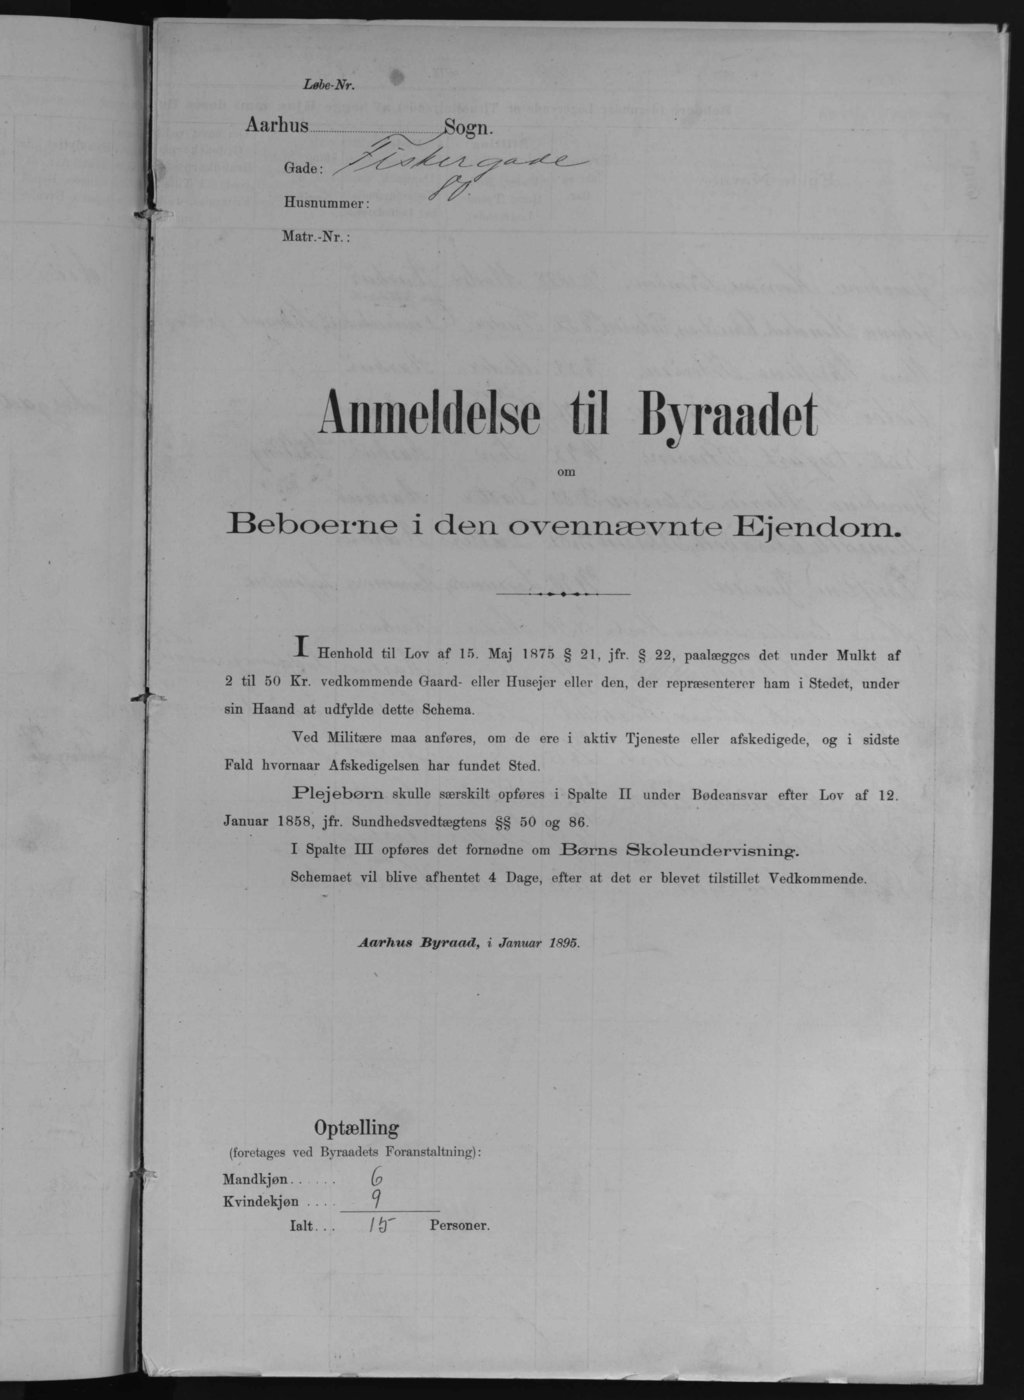 Løbe-Nr.
Aarhus Sogn.
Gade: Fiskergade
Husnummer: 80.
Matr.-Nr.:
Anmeldelse til Byraadet
om
Beboerne i den ovennævnte Ejendom.
I Henhold til Lov af 15. Maj 1875 § 21, jfr. § 22, paalægges det under Mulkt af
2 til 50 Kr. vedkommende Gaard- eller Husejer eller den, der repræsenterer ham i Stedet, under
sin Haand at udfylde dette Schema.
Ved Militære maa anføres, om de ere i aktiv Tjeneste eller afskedigede, og i sidste
Fald hvornaar Afskedigelsen har fundet Sted.
Plejebørn skulle særskilt opføres i Spalte II under Bødeansvar efter Lov af 12.
Januar 1858, jfr. Sundhedsvedtægtens §§ 50 og 86.
I Spalte III opføres det fornødne om Børns Skoleundervisning.
Schemaet vil blive afhentet 4 Dage, efter at det er blevet tilstillet Vedkommende.
Aarhus Byraad, i Januar 1895.
Optælling
(foretages ved Byraadets Foranstaltning):
Mandkjøn...... 6
Kvindekjøn.... 9
Ialt... 15 Personer.